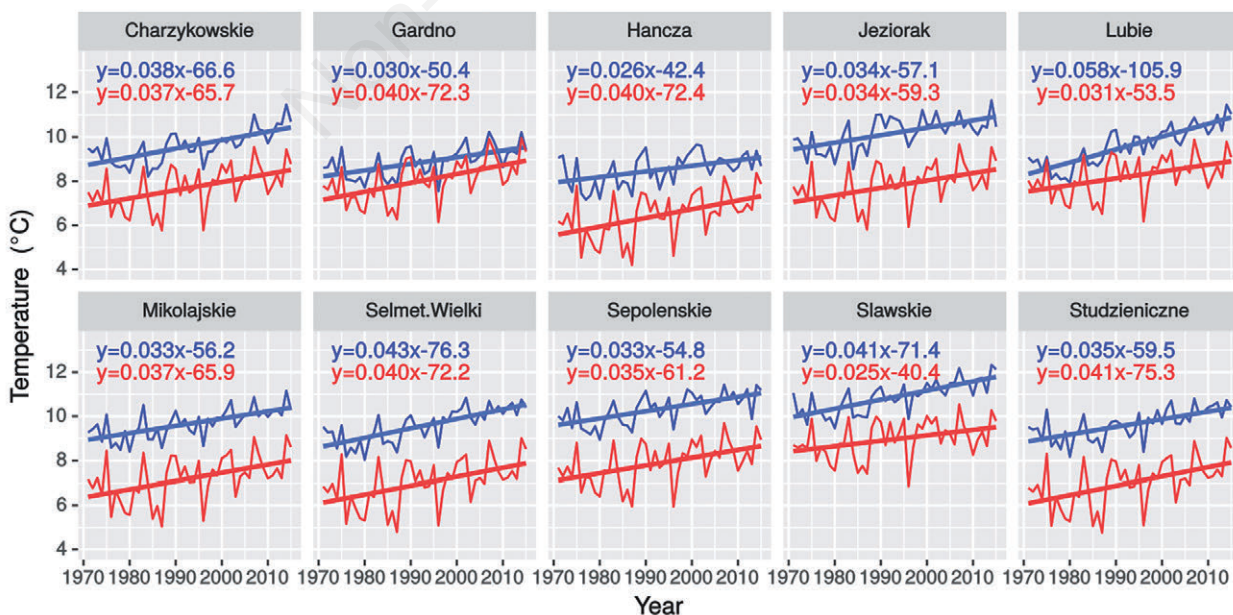 Charzykowskie Gardno Hancza Jeziorak Lubie
y=0.038x-66.6 y=0.030x-50.4 y=0.026x-42.4 y=0.034x-57.1 y=0.058x-105.9
y=0.037x-65.7 y=0.040x-72.3 y=0.040x-72.4 y=0.034x-59.3 y=0.031x-53.5
12
10
8
6
4
Temperature (°C)
Mikolajskie Selmet.Wielki Sepolenskie Slawskie Studzieniczne
y=0.033x-56.2 y=0.043x-76.3 y=0.033x-54.8 y=0.041x-71.4 y=0.035x-59.5
y=0.037x-65.9 y=0.040x-72.2 y=0.035x-61.2 y=0.025x-40.4 y=0.041x-75.3
12
10
8
6
4
1970 1980 1990 2000 2010 1970 1980 1990 2000 2010 1970 1980 1990 2000 2010 1970 1980 1990 2000 2010 1970 1980 1990 2000 2010
Year
Non-